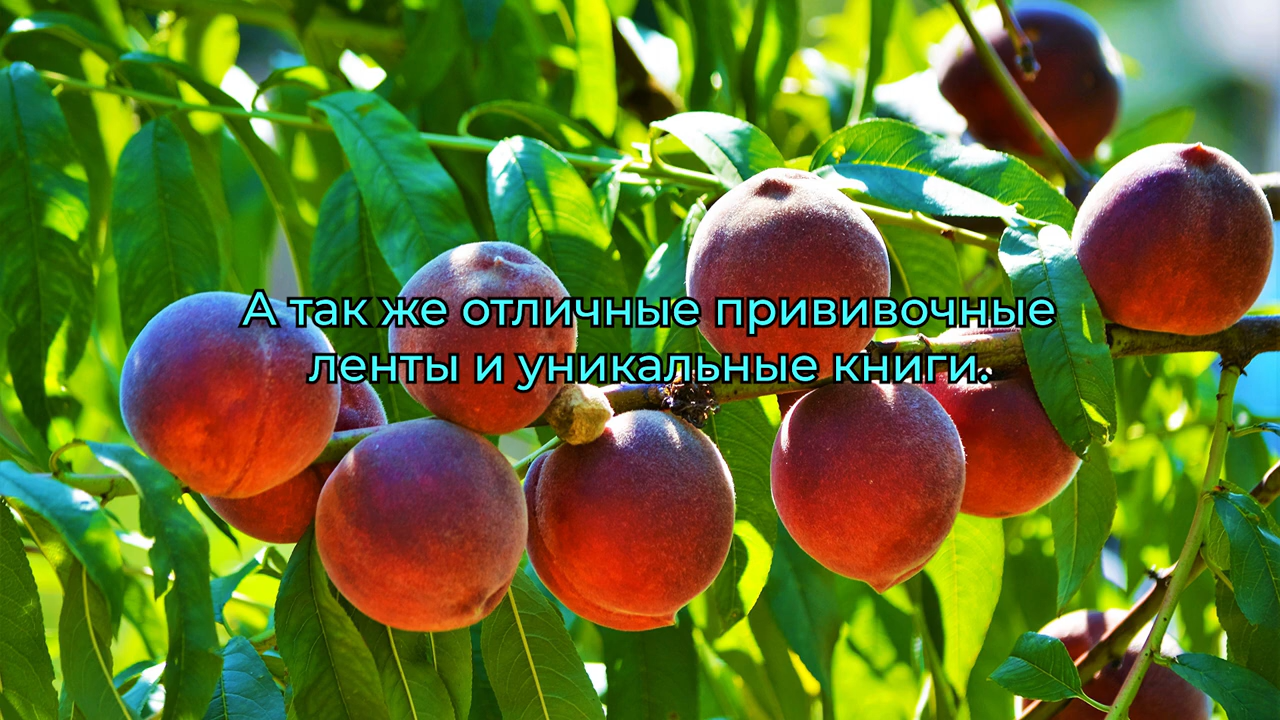 А так же отличные прививочные
ленты и уникальные книги.